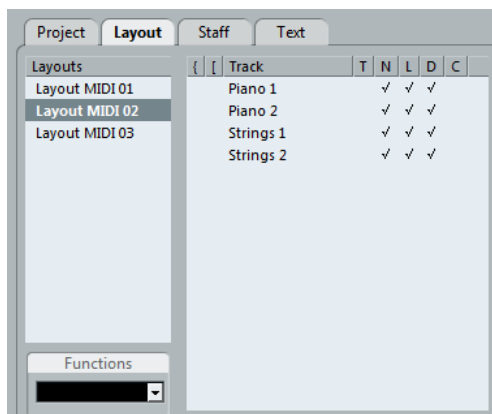 Project Layout Staff Text
Layouts
Layout MIDI 01
Layout MIDI 02
Layout MIDI 03
Functions
{ [ Track T N L D C
Piano 1 √ √ √
Piano 2 √ √ √
Strings 1 √ √ √
Strings 2 √ √ √